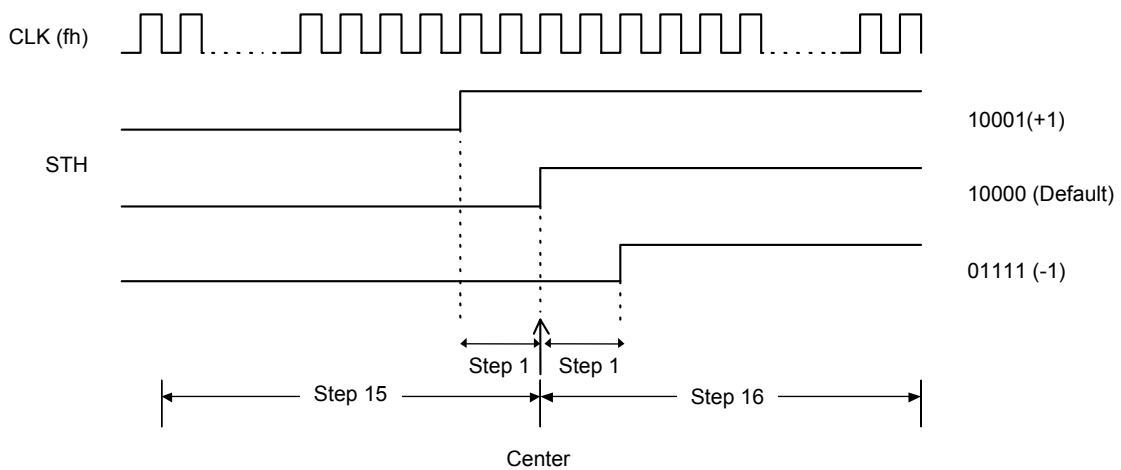 CLK (fh)
10001(+1)
STH
10000 (Default)
01111 (-1)
Step 1
Step 1
Step 15
Step 16
Center